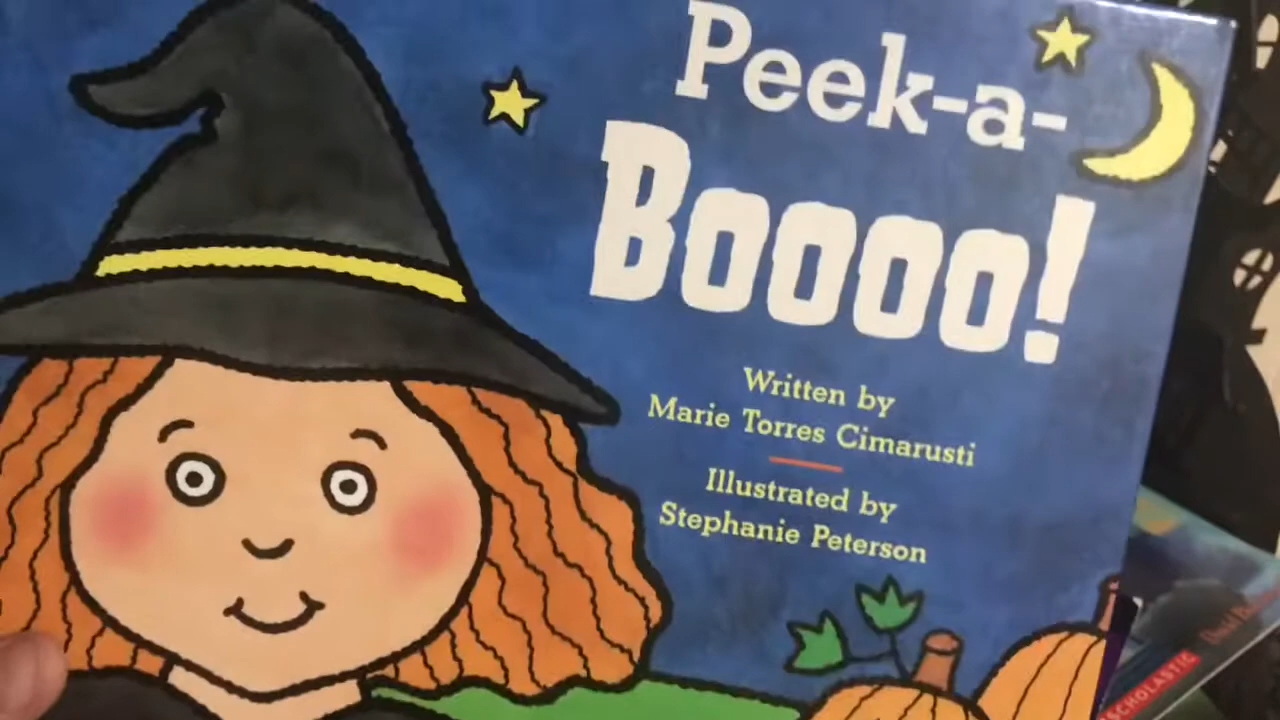 Peek-a-
Boooo!
Written by
Marie Torres Cimarusti
Illustrated by
Stephanie Peterson
SCHOLASTIC